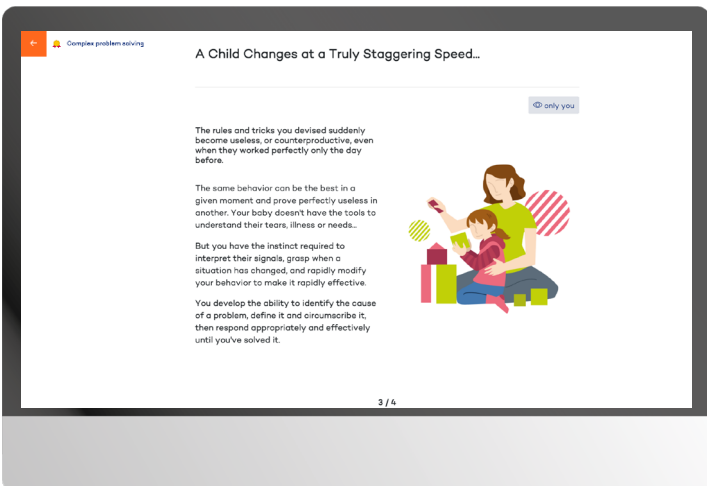 Complex problem solving
A Child Changes at a Truly Staggering Speed...
only you
The rules and tricks you devised suddenly
become useless, or counterproductive, even
when they worked perfectly only the day
before.
The same behavior can be the best in a
given moment and prove perfectly useless in
another. Your baby doesn't have the tools to
understand their tears, illness or needs...
But you have the instinct required to
interpret their signals, grasp when a
situation has changed, and rapidly modify
your behavior to make it rapidly effective.
You develop the ability to identify the cause
of a problem, define it and circumscribe it,
then respond appropriately and effectively
until you've solved it.
3 / 4